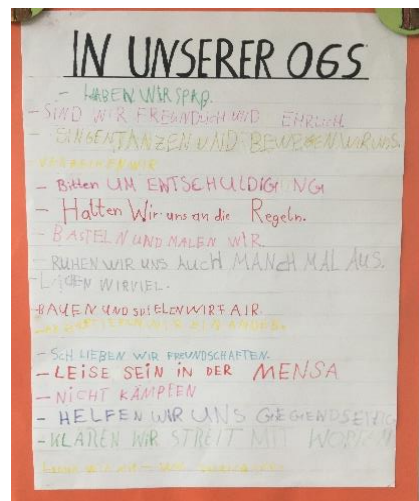 IN UNSERER OGS
- HABEN WIR SPAß.
- SIND WIR FREUNDLICH UND EHRLICH
- SINGEN TANZEN UND BEWEGEN WIR UNS.
- Bitten UM ENTSCHULDIGUNG
- Halten Wir uns an die Regeln.
- BASTELN UND MALEN WIR.
- RUHEN WIR UNS AUCH MANCH MAL AUS.
- LACHEN WIR VIEL.
- BAUEN UND SPIELEN WIR FAIR.
- SCHLIEßEN WIR FREUNDSCHAFTEN.
- LEISE SEIN IN DER MENSA
- NICHT KÄMPFEN
- HELFEN WIR UNS GEGENDSEITIG
- KLÄREN WIR STREIT MIT WORTEN